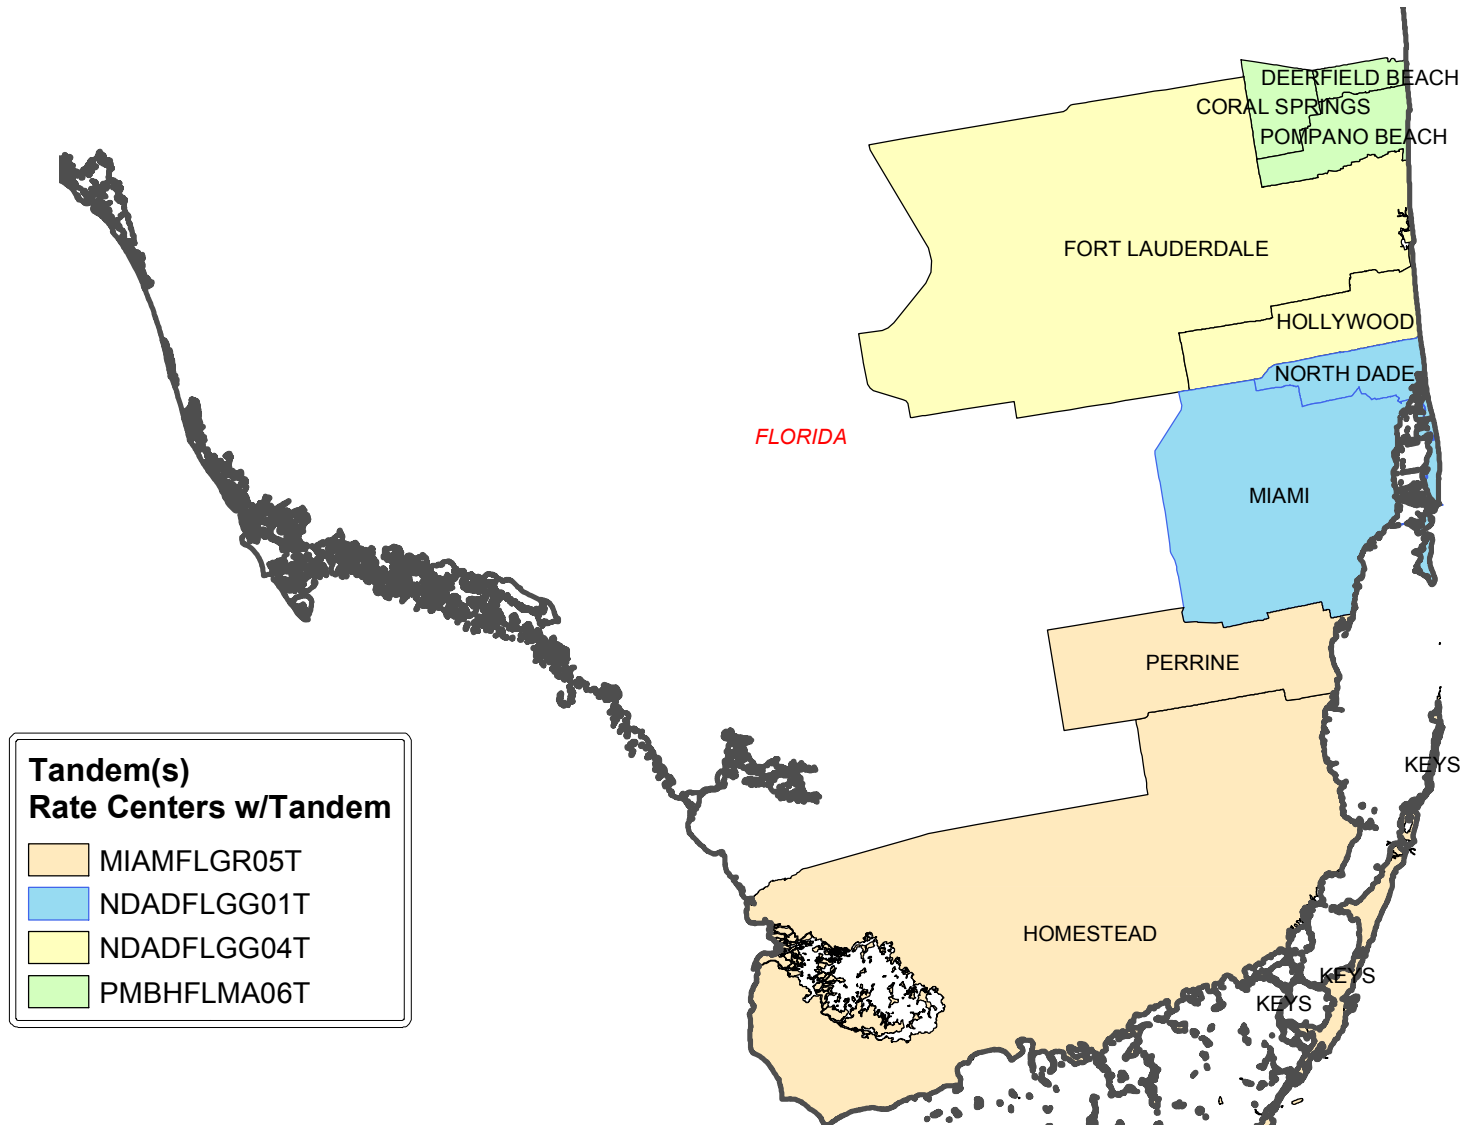 DEERFIELD BEACH
CORAL SPRINGS
POMPANO BEACH
FORT LAUDERDALE
HOLLYWOOD
NORTH DADE
FLORIDA
MIAMI
PERRINE
KEYS
HOMESTEAD
KEYS
KEYS
Tandem(s)
Rate Centers w/Tandem
MIAMFLGR05T
NDADFLGG01T
NDADFLGG04T
PMBHFLMA06T